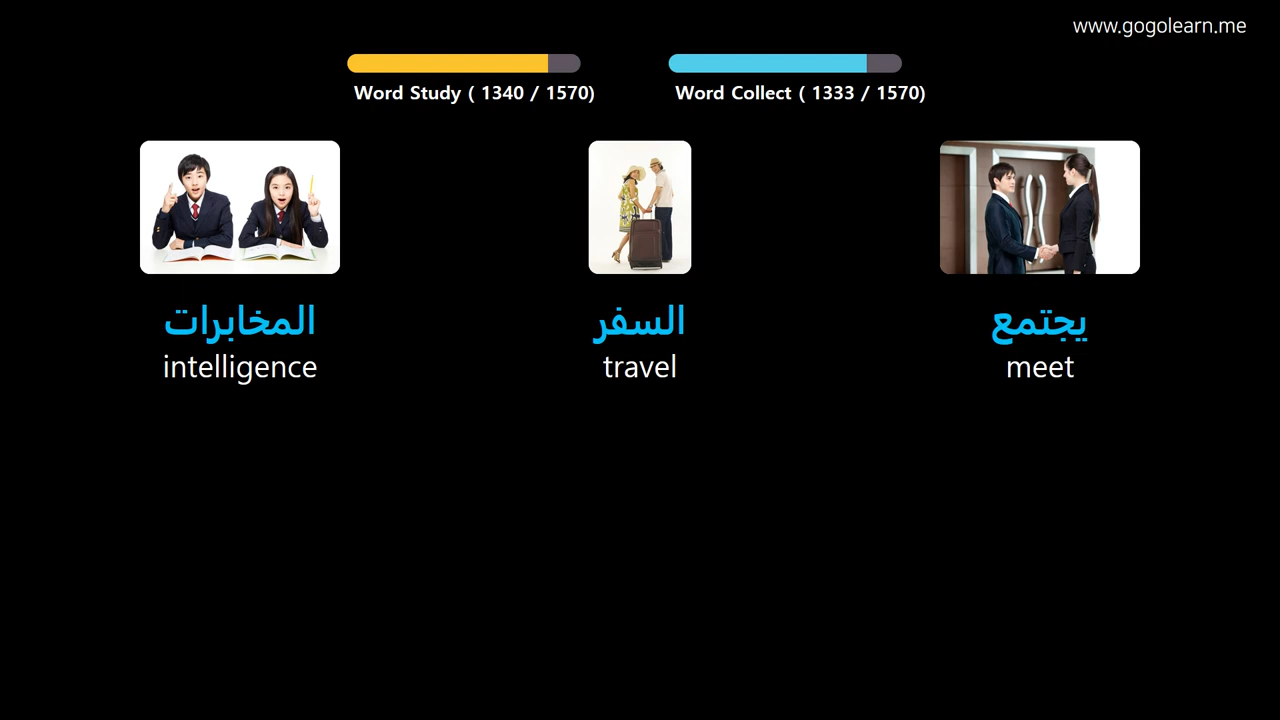 www.gogolearn.me
Word Study ( 1340 / 1570)
Word Collect ( 1333 / 1570)
المخابرات
intelligence
السفر
travel
يجتمع
meet